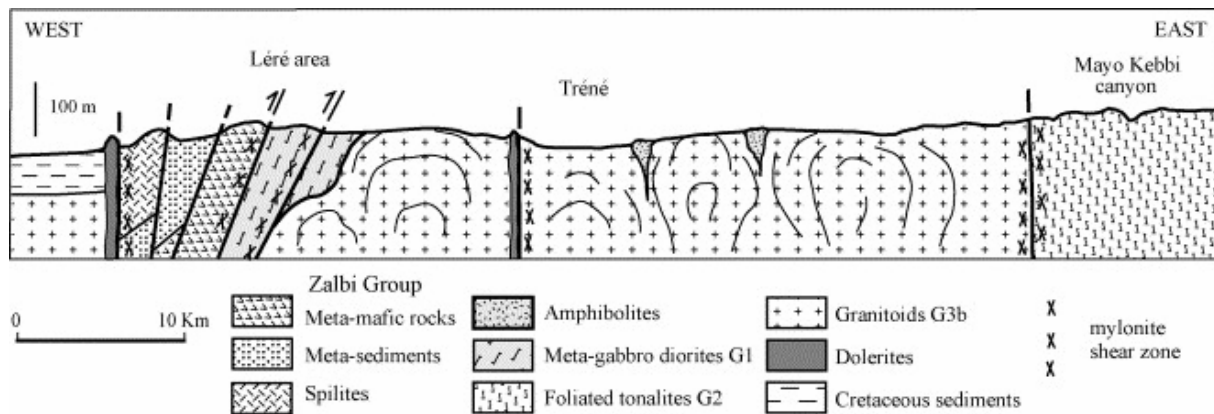 WEST
EAST
Léré area
Tréné
Mayo Kebbi
canyon
100 m
Zalbi Group
Meta-mafic rocks
Meta-sediments
Spilites
Amphibolites
Meta-gabbro diorites G1
Foliated tonalites G2
Granitoids G3b
Dolerites
Cretaceous sediments
mylonite
shear zone
0
10 Km